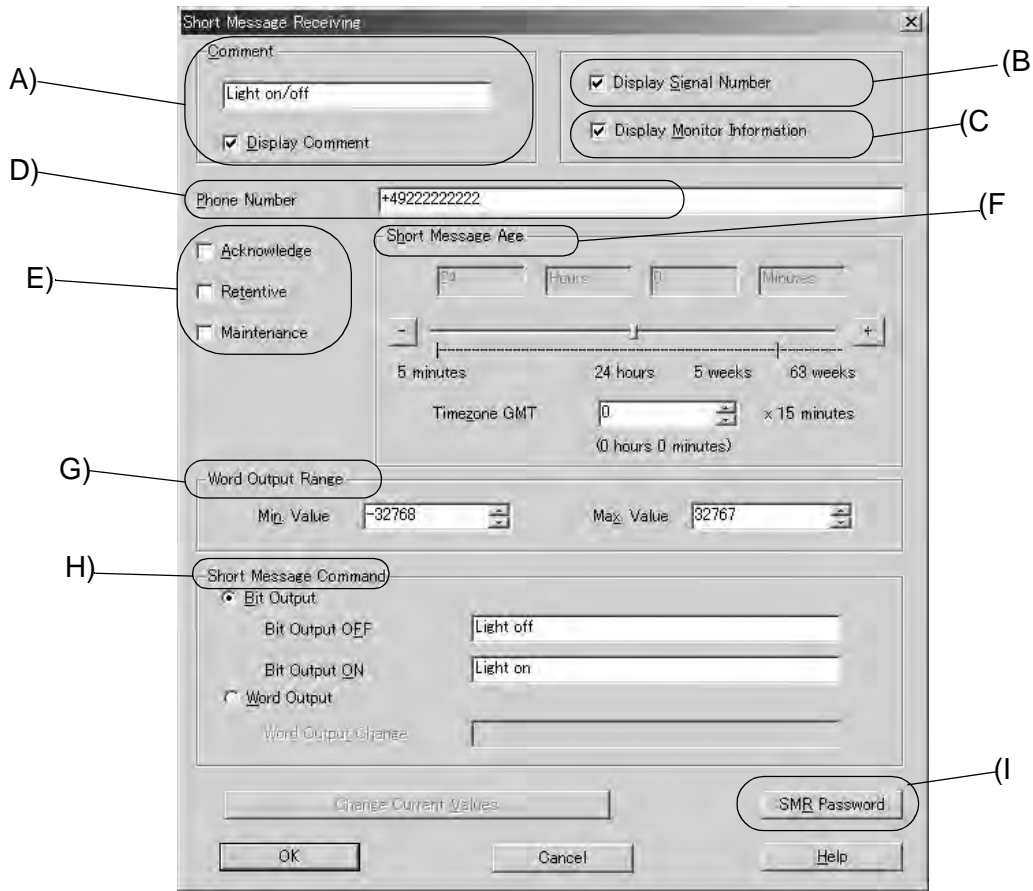 Short Message Receiving
A)
Comment
Light on/off
Display Comment
(B
Display Signal Number
(C
Display Monitor Information
D)
Phone Number
+49222222222
E)
Acknowledge
Retentive
Maintenance
(F
Short Message Age
24 Hours 0 Minutes
- +
5 minutes 24 hours 5 weeks 63 weeks
Timezone GMT 0 x 15 minutes
(0 hours 0 minutes)
G)
Word Output Range
Min. Value -32768 Max. Value 32767
H)
Short Message Command
Bit Output
Bit Output OFF Light off
Bit Output ON Light on
Word Output
Word Output Change
(I
Change Current Values SMR Password
OK Cancel Help